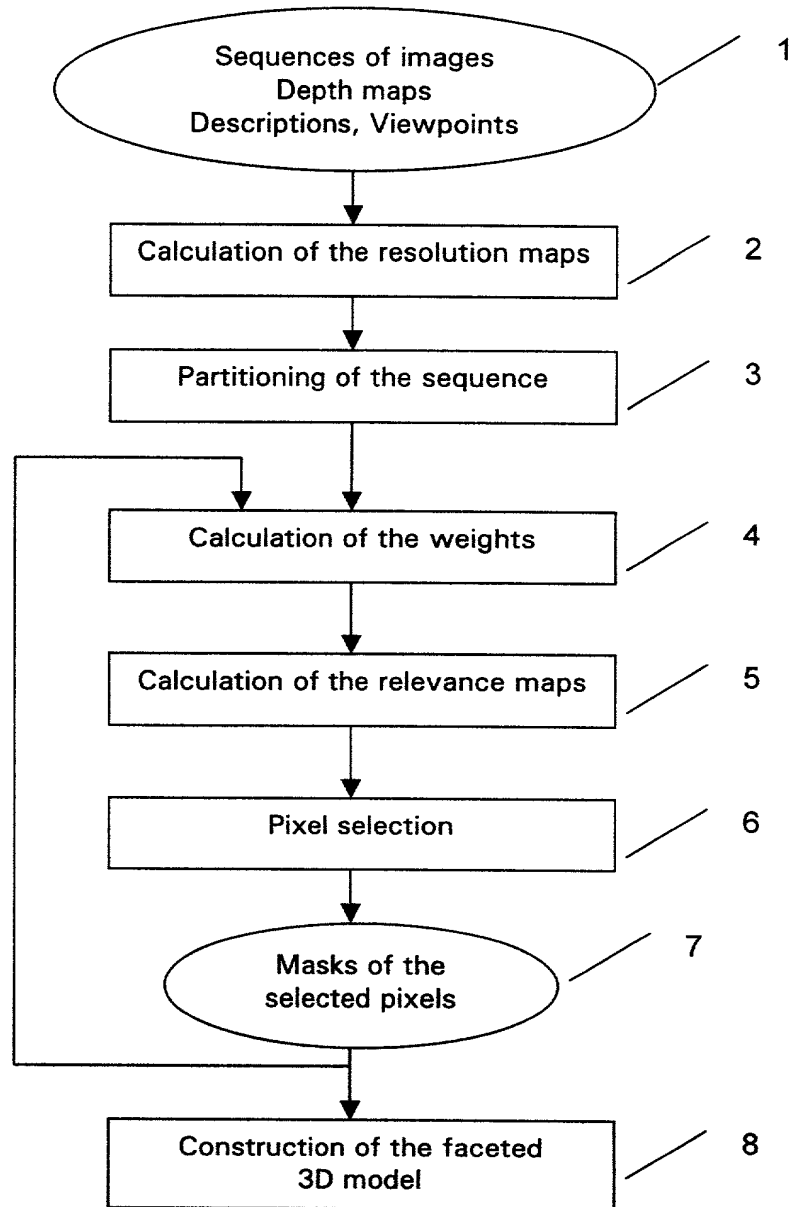 Sequences of images
Depth maps
Descriptions, Viewpoints
1
Calculation of the resolution maps
2
Partitioning of the sequence
3
Calculation of the weights
4
Calculation of the relevance maps
5
Pixel selection
6
Masks of the
selected pixels
7
Construction of the faceted
3D model
8